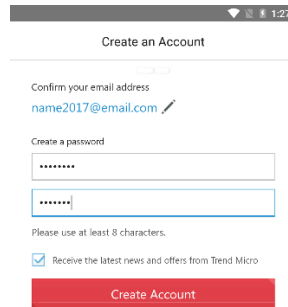 1:27
Create an Account
Confirm your email address
name2017@email.com
Create a password
••••••••
•••••••
Please use at least 8 characters.
Receive the latest news and offers from Trend Micro
Create Account